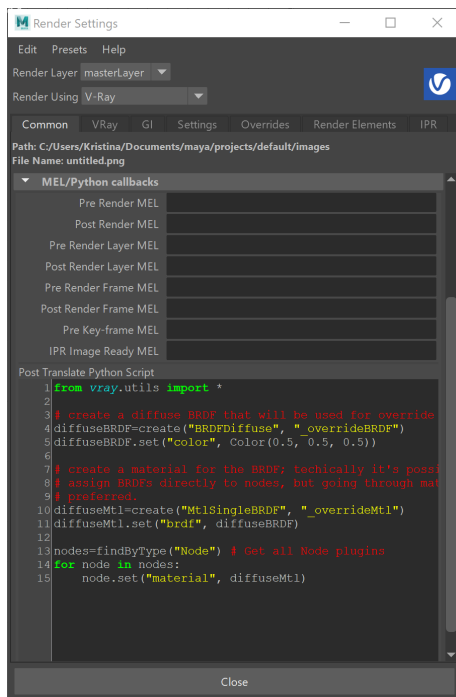 Render Settings
Edit Presets Help
Render Layer masterLayer
Render Using V-Ray
Common VRay GI Settings Overrides Render Elements IPR
Path: C:/Users/Kristina/Documents/maya/projects/default/images
File Name: untitled.png
MEL/Python callbacks
Pre Render MEL
Post Render MEL
Pre Render Layer MEL
Post Render Layer MEL
Pre Render Frame MEL
Post Render Frame MEL
Pre Key-frame MEL
IPR Image Ready MEL
Post Translate Python Script
1 from vray.utils import *
2
3 # create a diffuse BRDF that will be used for override
4 diffuseBRDF=create("BRDFDiffuse", "_overrideBRDF")
5 diffuseBRDF.set("color", Color(0.5, 0.5, 0.5))
6
7 # create a material for the BRDF; techically it's possi
8 # assign BRDFs directly to nodes, but going through mat
9 # preferred.
10 diffuseMtl=create("MtlSingleBRDF", "_overrideMtl")
11 diffuseMtl.set("brdf", diffuseBRDF)
12
13 nodes=findByType("Node") # Get all Node plugins
14 for node in nodes:
15 node.set("material", diffuseMtl)
Close